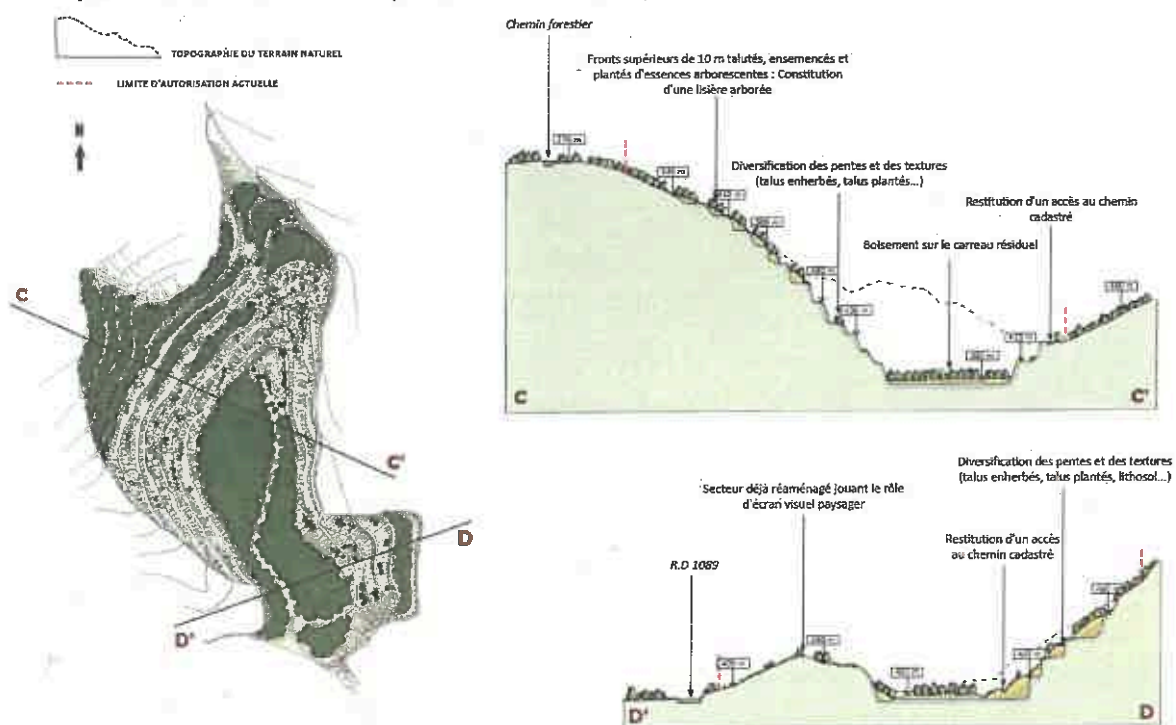 TOPOGRAPHIE DU TERRAIN NATUREL
LIMITE D'AUTORISATION ACTUELLE
N
C
C'
D
D'
Chemin forestier
Fronts supérieurs de 10 m talutés, ensemencés et
plantés d'essences arborescentes : Constitution
d'une lisière arborée
Diversification des pentes et des textures
(talus enherbés, talus plantés...)
Restitution d'un accès au chemin
cadastré
Boisement sur le carreau résiduel
C
C'
Diversification des pentes et des textures
(talus enherbés, talus plantés, lithosol...)
Secteur déjà réaménagé jouant le rôle
d'écran visuel paysager
Restitution d'un accès
au chemin cadastré
R.D 1089
D'
D